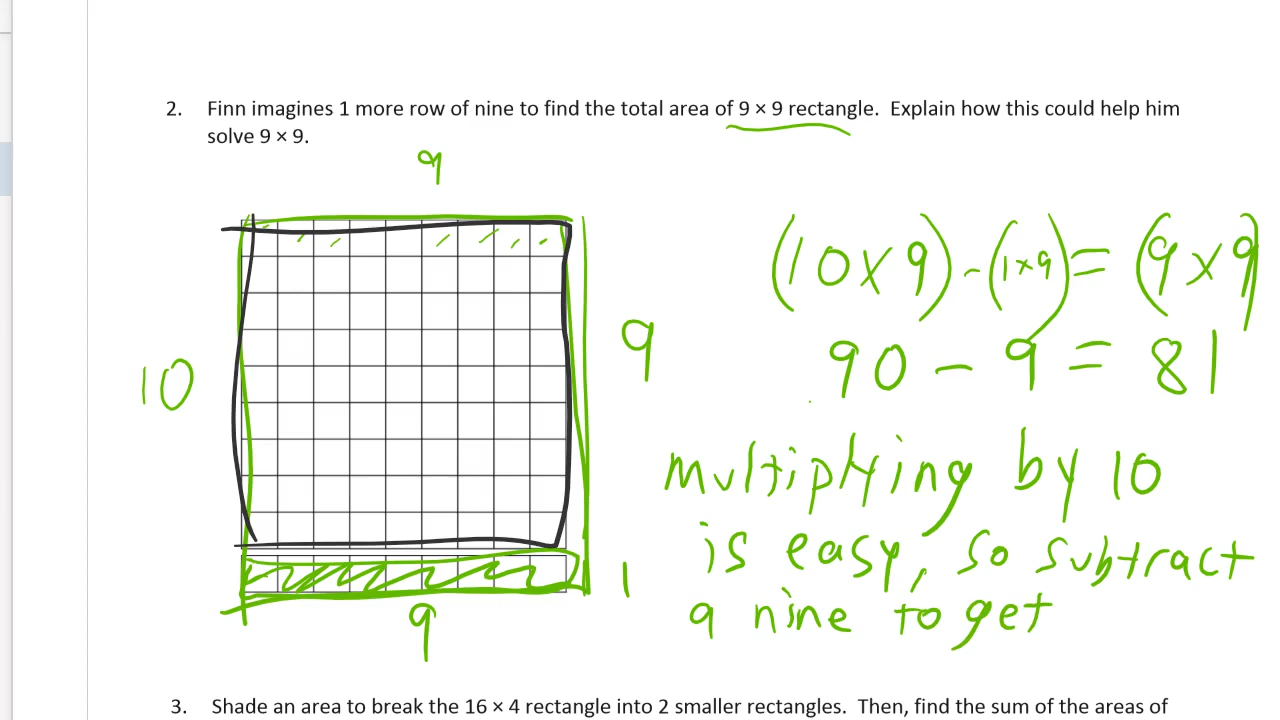 2. Finn imagines 1 more row of nine to find the total area of 9 × 9 rectangle. Explain how this could help him
solve 9 × 9.
9
(10 x 9) - (1 x 9) = (9 x 9)
9
90 - 9 = 81
10
multiplying by 10
is easy, so subtract
1
a nine to get
9
3. Shade an area to break the 16 × 4 rectangle into 2 smaller rectangles. Then, find the sum of the areas of